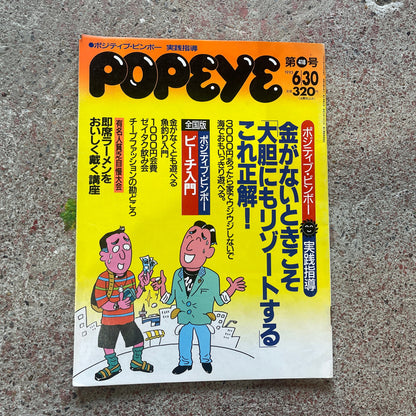 ●ポジティブ・ビンボー 実践指導
POPEYE
第 号
6/30
320
ポジティブ・ビンボー 実践指導
金がないときこそ
「大胆にもリゾートする」
これ正解!
3000円あったら家でウジウジしないで
海でおもいっきり遊べる。
全国版
ポジティブ・ビンボー
ビーチ入門
金がなくとも遊べる
魚釣り入門
1000円会費
ゼイタク飲み会
チープファッションの勘どころ
有名人貧乏自慢大会
即席ラーメンを
おいしく戴く講座